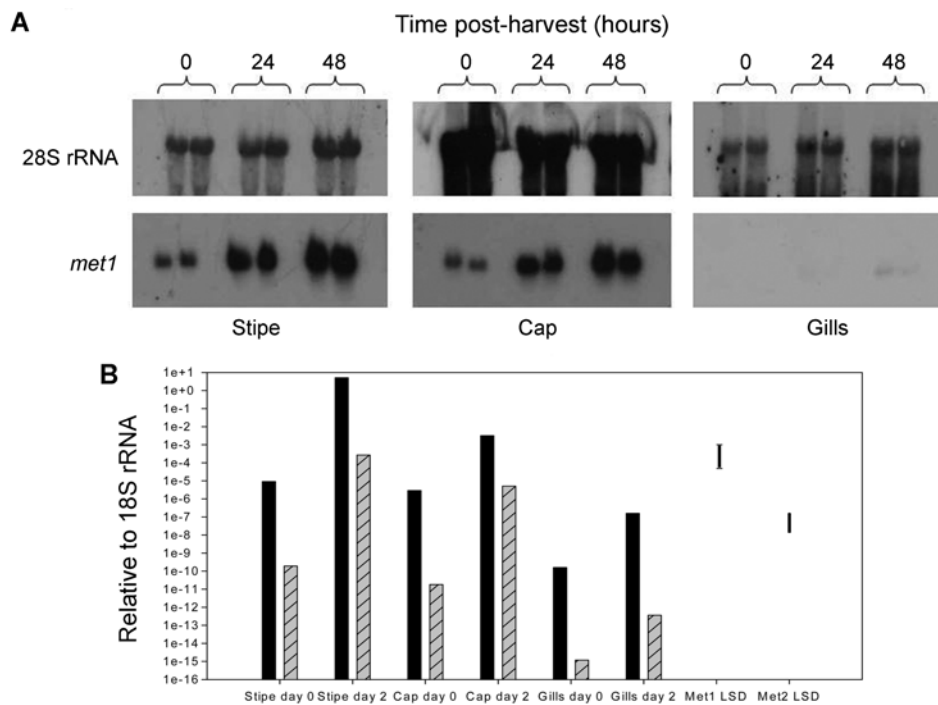 A
Time post-harvest (hours)
0 24 48 0 24 48 0 24 48
28S rRNA
met1
Stipe Cap Gills
B
Relative to 18S rRNA
1e+1
1e+0
1e-1
1e-2
1e-3
1e-4
1e-5
1e-6
1e-7
1e-8
1e-9
1e-10
1e-11
1e-12
1e-13
1e-14
1e-15
1e-16
Stipe day 0 Stipe day 2 Cap day 0 Cap day 2 Gills day 0 Gills day 2 Met1 LSD Met2 LSD